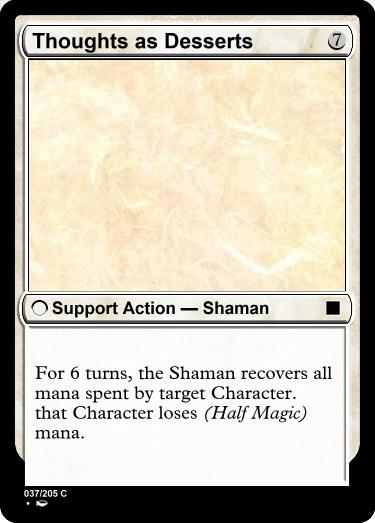 Thoughts as Desserts 7
Support Action — Shaman
For 6 turns, the Shaman recovers all
mana spent by target Character.
that Character loses (Half Magic)
mana.
037/205 C